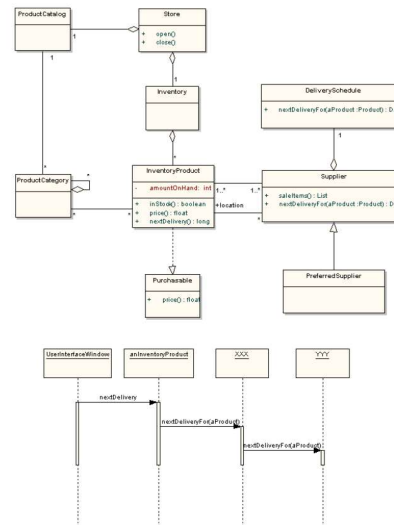 ProductCatalog
Store
+ open()
+ close()
1
1
Inventory
DeliverySchedule
+ nextDeliveryFor(aProduct :Product) : D
1
*
*
*
ProductCategory
InventoryProduct
- amountOnHand: int
+ inStock() : boolean
+ price() : float
+ nextDelivery() : long
1..*
1..*
+location
*
*
*
Supplier
+ saleItems() : List
+ nextDeliveryFor(aProduct :Product) : D
Purchasable
+ price() : float
PreferredSupplier
UserInterfaceWindow
anInventoryProduct
XXX
YYY
nextDelivery
nextDeliveryFor(aProduct)
nextDeliveryFor(aProduct)